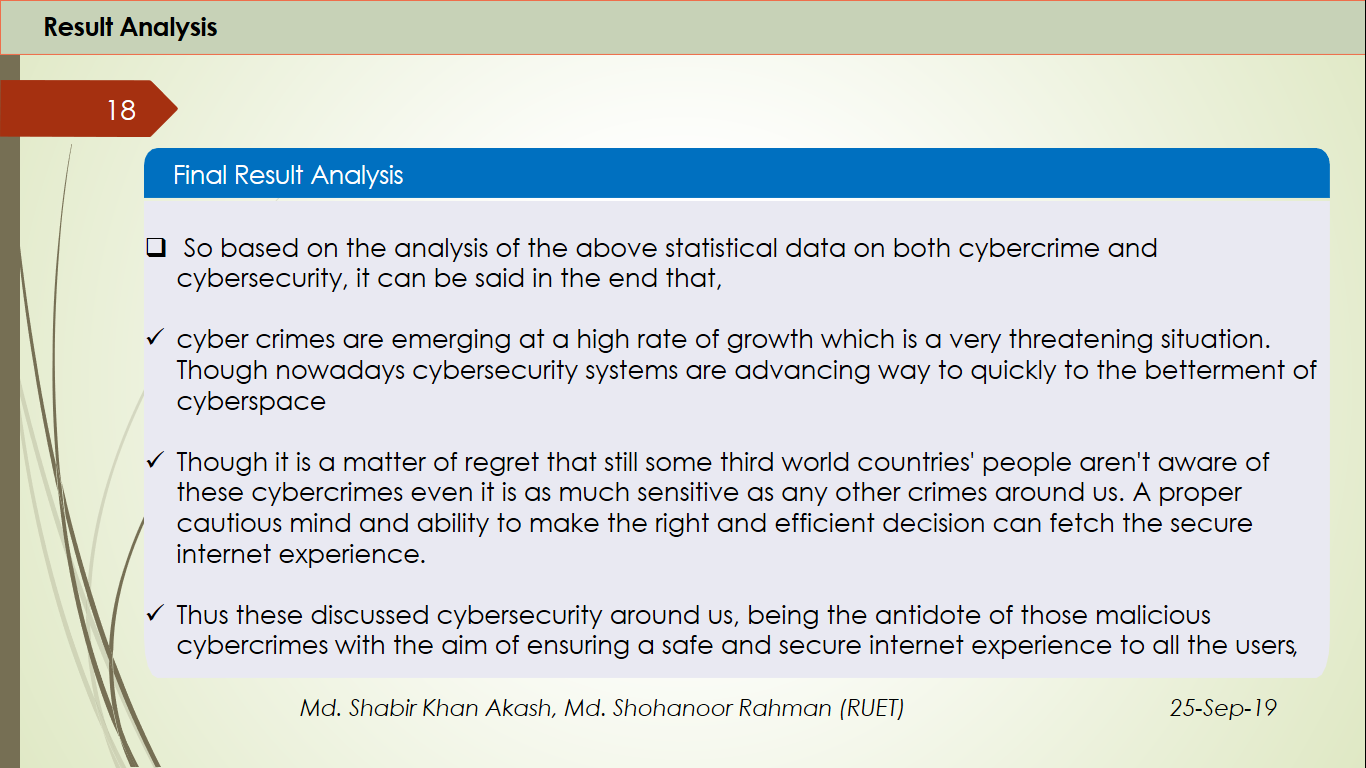 Result Analysis
18
Final Result Analysis
❑ So based on the analysis of the above statistical data on both cybercrime and
cybersecurity, it can be said in the end that,
✓ cyber crimes are emerging at a high rate of growth which is a very threatening situation.
Though nowadays cybersecurity systems are advancing way to quickly to the betterment of
cyberspace
✓ Though it is a matter of regret that still some third world countries' people aren't aware of
these cybercrimes even it is as much sensitive as any other crimes around us. A proper
cautious mind and ability to make the right and efficient decision can fetch the secure
internet experience.
✓ Thus these discussed cybersecurity around us, being the antidote of those malicious
cybercrimes with the aim of ensuring a safe and secure internet experience to all the users,
Md. Shabir Khan Akash, Md. Shohanoor Rahman (RUET) 25-Sep-19